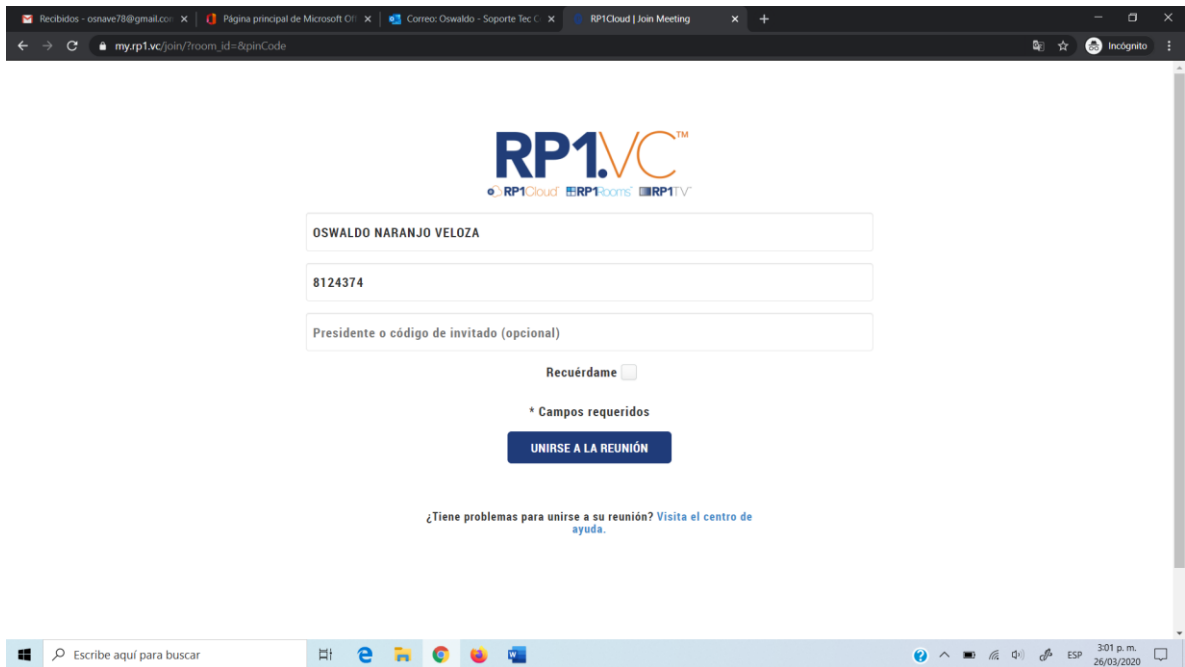 Recibidos - osnave78@gmail.con
Página principal de Microsoft Off
Correo: Oswaldo - Soporte Tec C
RP1Cloud | Join Meeting
my.rp1.vc/join/?room_id=&pinCode
Incógnito
RP1.VC™
RP1Cloud RP1Rooms RP1TV
OSWALDO NARANJO VELOZA
8124374
Presidente o código de invitado (opcional)
Recuérdame
* Campos requeridos
UNIRSE A LA REUNIÓN
¿Tiene problemas para unirse a su reunión? Visita el centro de
ayuda.
Escribe aquí para buscar
ESP
3:01 p. m.
26/03/2020